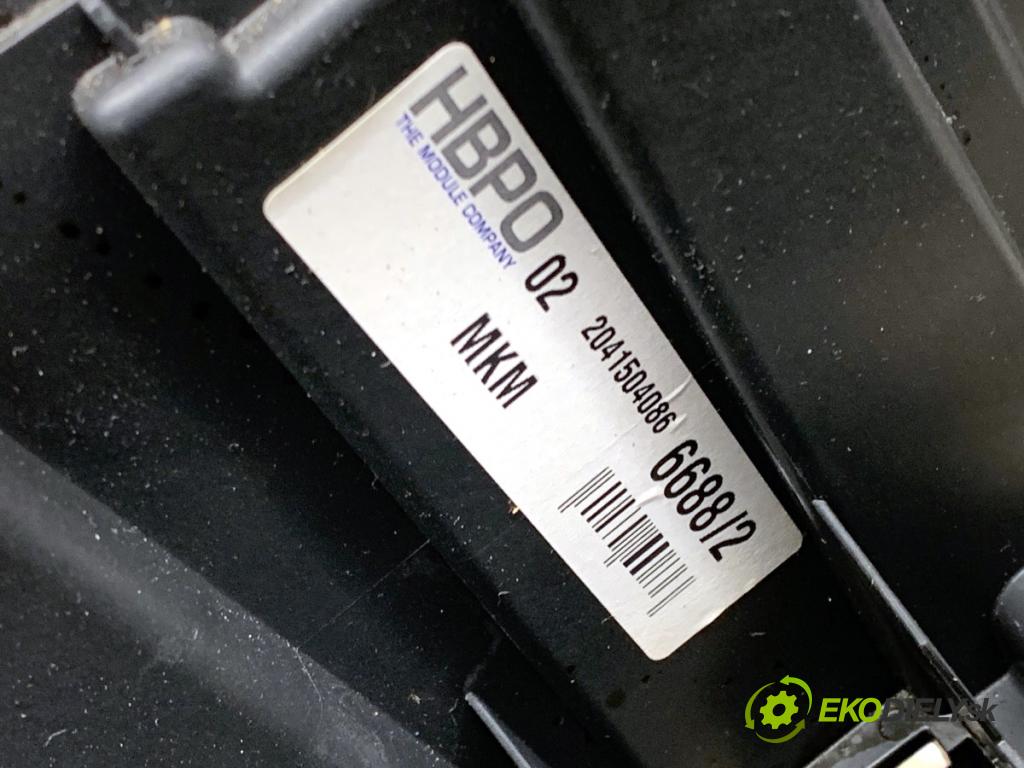 HBPO
THE MODULE COMPANY
02
2041504086
6688/2
MKM
EKODIELY.sk